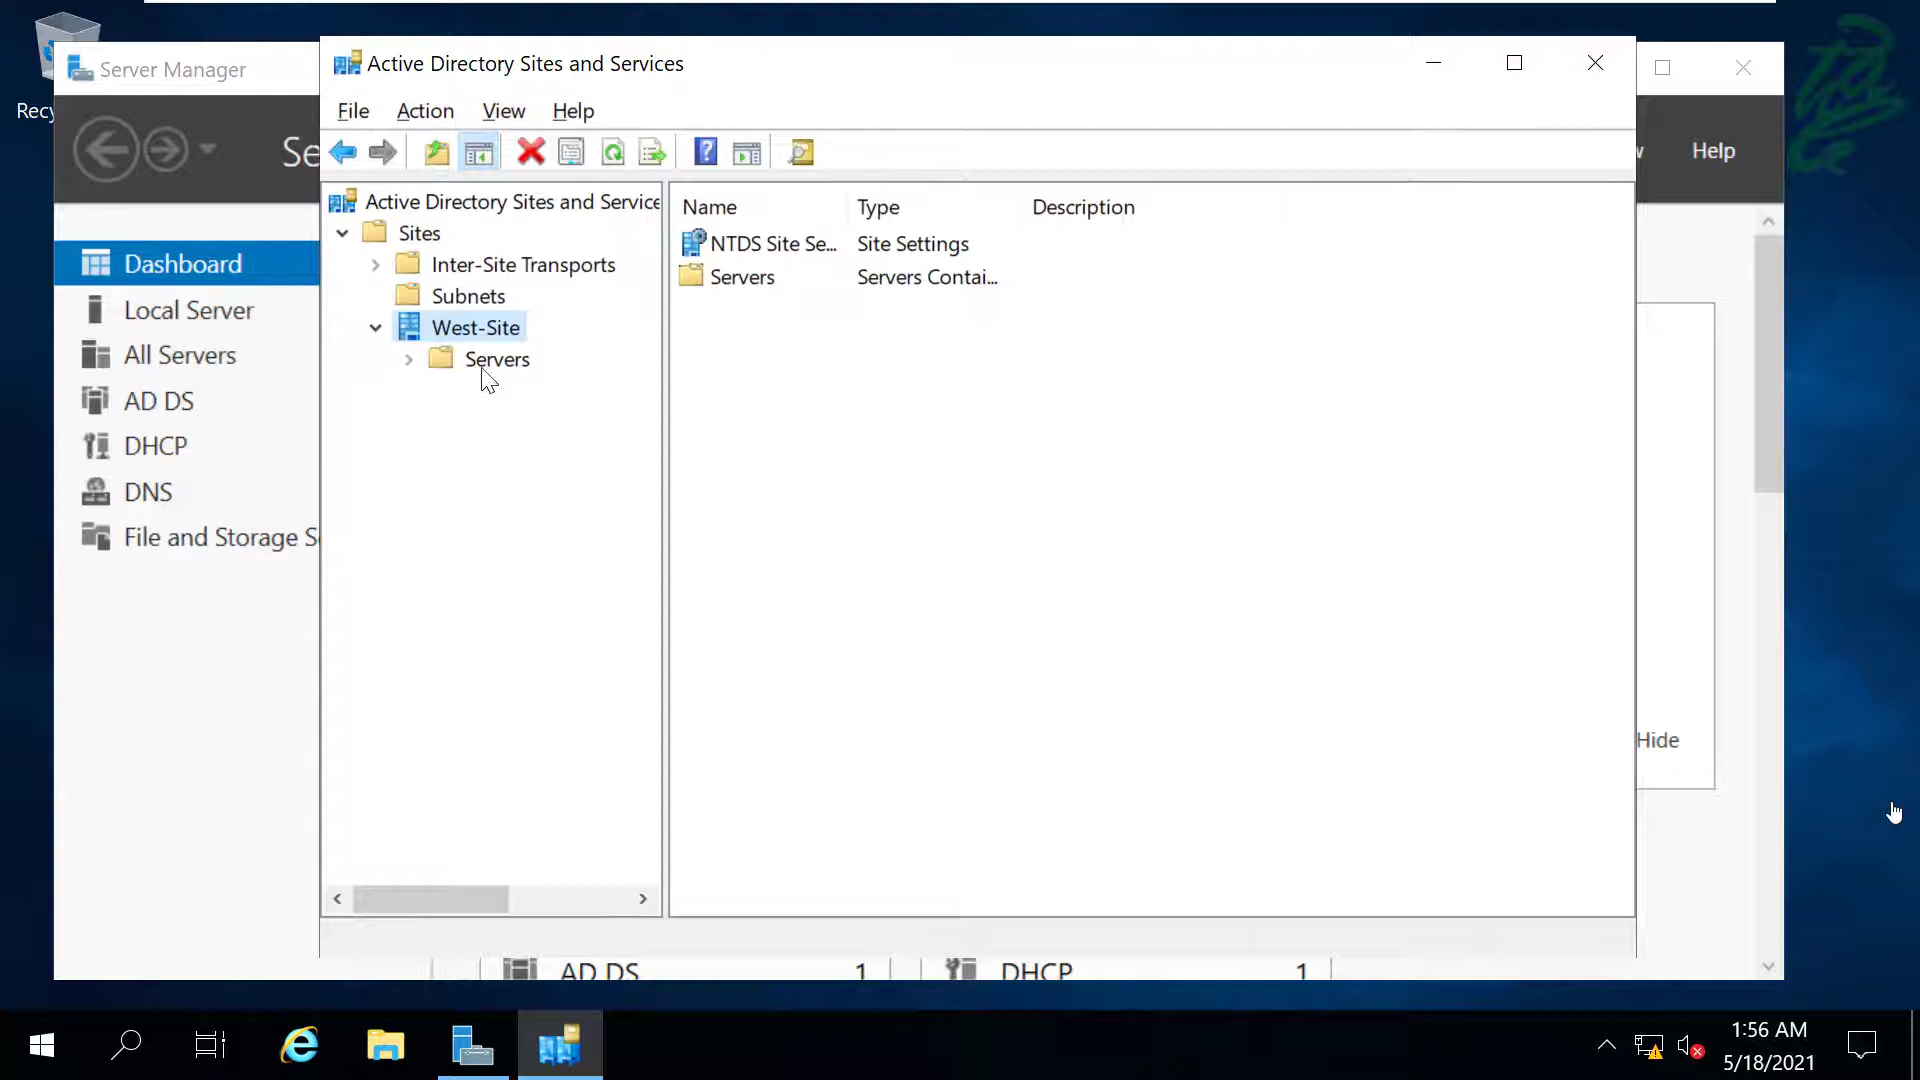 Recy
Server Manager
Se
Help
Dashboard
Local Server
All Servers
AD DS
DHCP
DNS
File and Storage S
Active Directory Sites and Services
File Action View Help
Active Directory Sites and Service
Sites
Inter-Site Transports
Subnets
West-Site
Servers
Name Type Description
NTDS Site Se... Site Settings
Servers Servers Contai...
Hide
AD DS 1
DHCP 1
1:56 AM
5/18/2021